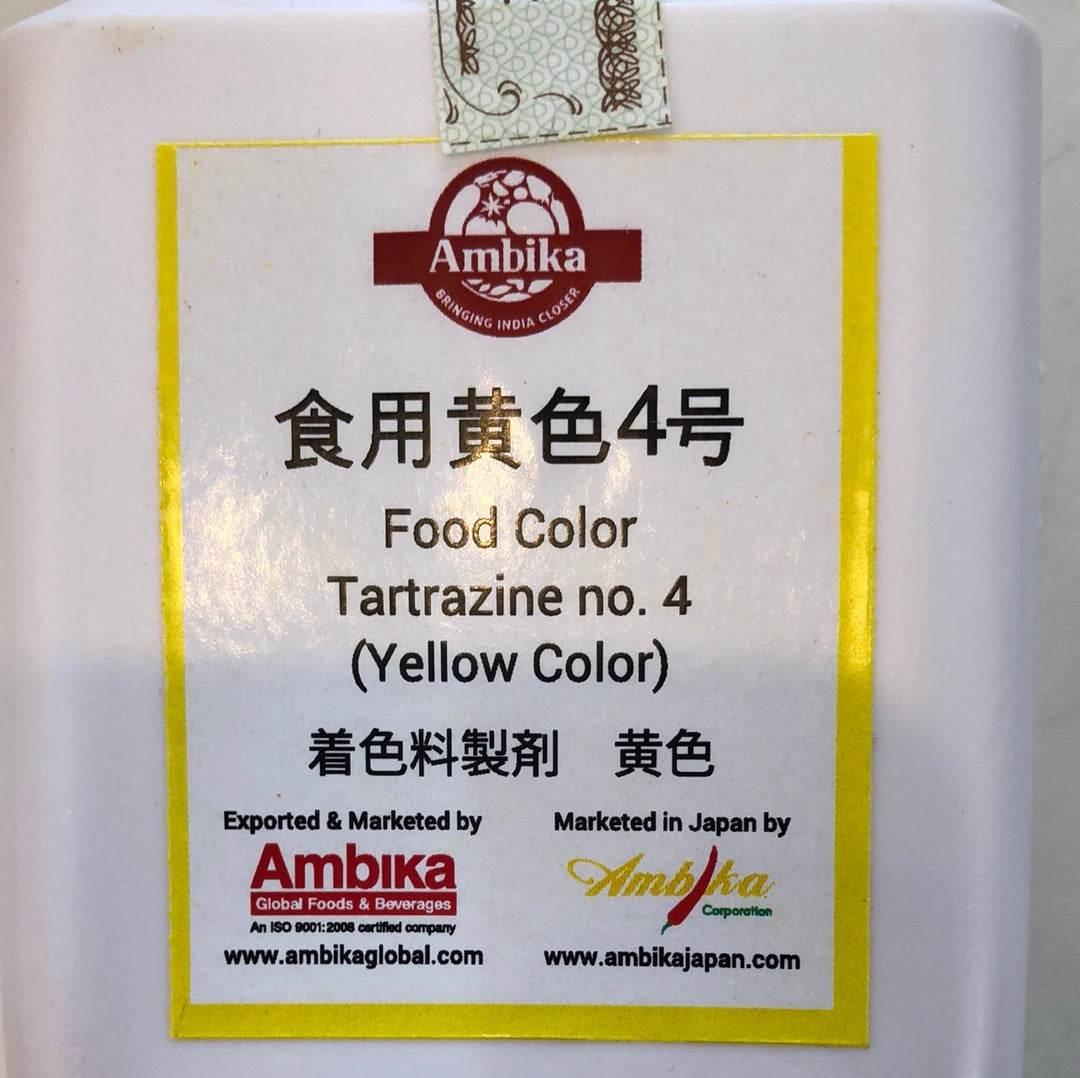 Ambika
BRINGING INDIA CLOSER
食用黄色4号
Food Color
Tartrazine no. 4
(Yellow Color)
着色料製剤　黄色
Exported & Marketed by
Ambika
Global Foods & Beverages
An ISO 9001:2008 certified company
www.ambikaglobal.com
Marketed in Japan by
Ambika
Corporation
www.ambikajapan.com